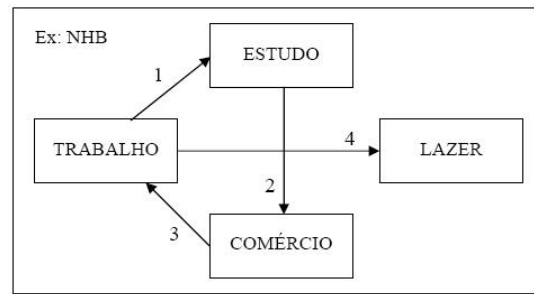 Ex: NHB
ESTUDO
1
TRABALHO
4
LAZER
2
3
COMÉRCIO